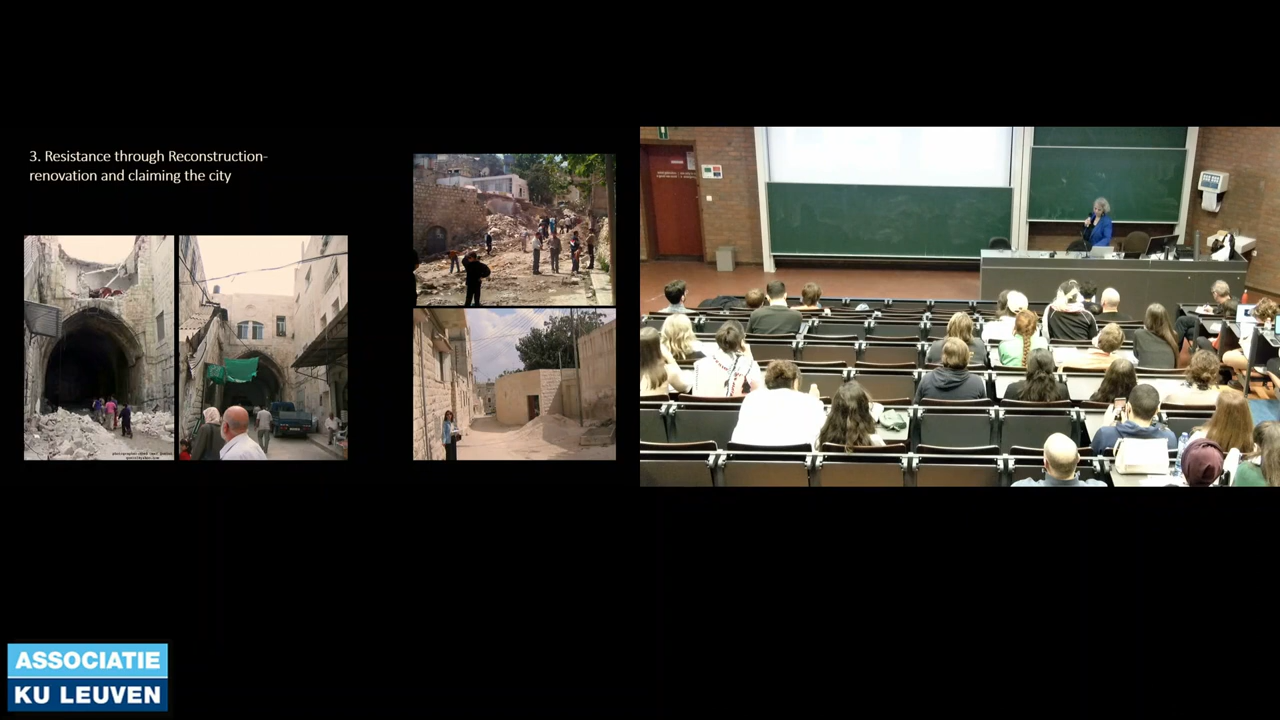 3. Resistance through Reconstruction-
renovation and claiming the city
ASSOCIATIE
KU LEUVEN